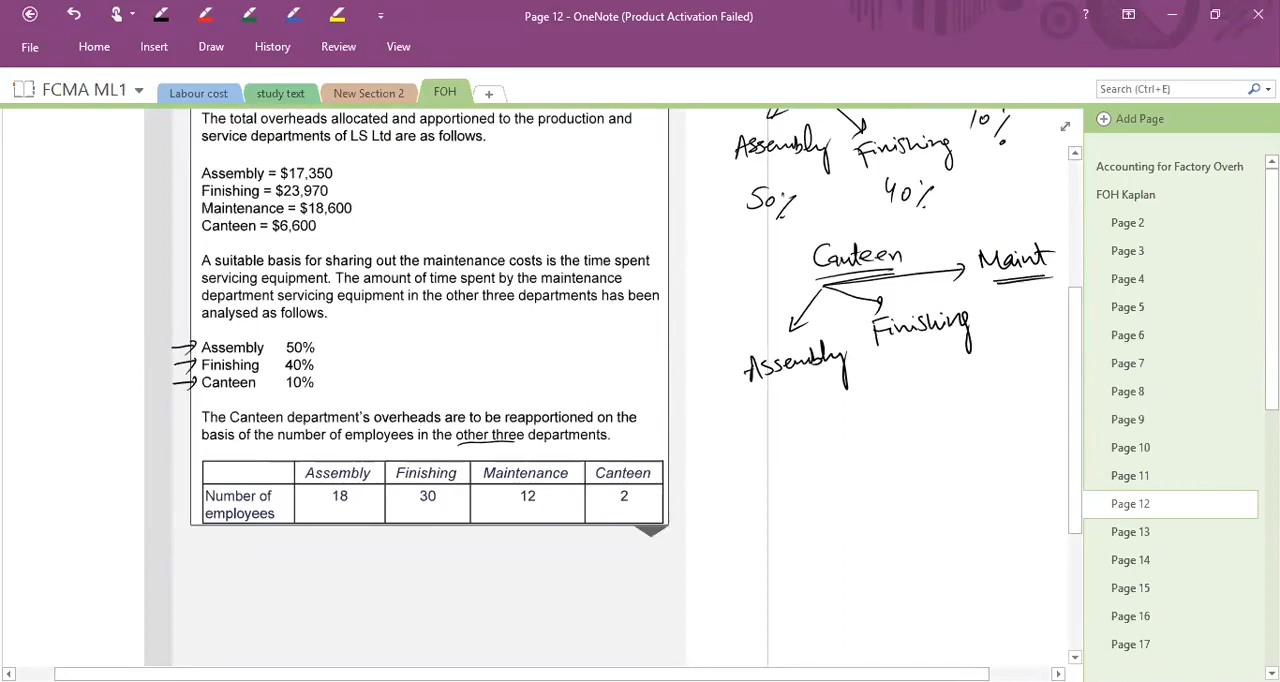 Page 12 - OneNote (Product Activation Failed)
?
File Home Insert Draw History Review View
FCMA ML1
Labour cost study text New Section 2 FOH +
Search (Ctrl+E)
Add Page
Accounting for Factory Overh
FOH Kaplan
Page 2
Page 3
Page 4
Page 5
Page 6
Page 7
Page 8
Page 9
Page 10
Page 11
Page 12
Page 13
Page 14
Page 15
Page 16
Page 17
The total overheads allocated and apportioned to the production and
service departments of LS Ltd are as follows.
Assembly = $17,350
Finishing = $23,970
Maintenance = $18,600
Canteen = $6,600
A suitable basis for sharing out the maintenance costs is the time spent
servicing equipment. The amount of time spent by the maintenance
department servicing equipment in the other three departments has been
analysed as follows.
Assembly 50%
Finishing 40%
Canteen 10%
The Canteen department's overheads are to be reapportioned on the
basis of the number of employees in the other three departments.
Assembly Finishing Maintenance Canteen
Number of employees 18 30 12 2
10%
Assembly Finishing
50% 40%
Canteen Maint
Finishing
Assembly